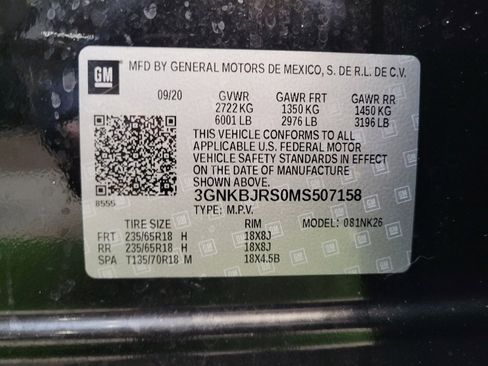 GM
MFD BY GENERAL MOTORS DE MEXICO, S. DE R.L. DE C.V.
09/20 GVWR GAWR FRT GAWR RR
2722 KG 1350 KG 1450 KG
6001 LB 2976 LB 3196 LB
THIS VEHICLE CONFORMS TO ALL
APPLICABLE U.S. FEDERAL MOTOR
VEHICLE SAFETY STANDARDS IN EFFECT
ON THE DATE OF MANUFACTURE
SHOWN ABOVE.
8555 3GNKBJRS0MS507158
TYPE: M.P.V. MODEL: 081NK26
TIRE SIZE RIM
FRT 235/65R18 H 18X8J
RR 235/65R18 H 18X8J
SPA T135/70R18 M 18X4.5B